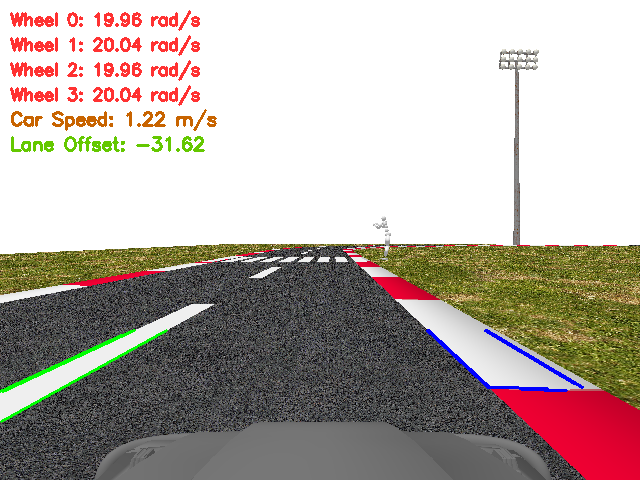 Wheel 0: 19.96 rad/s
Wheel 1: 20.04 rad/s
Wheel 2: 19.96 rad/s
Wheel 3: 20.04 rad/s
Car Speed: 1.22 m/s
Lane Offset: -31.62